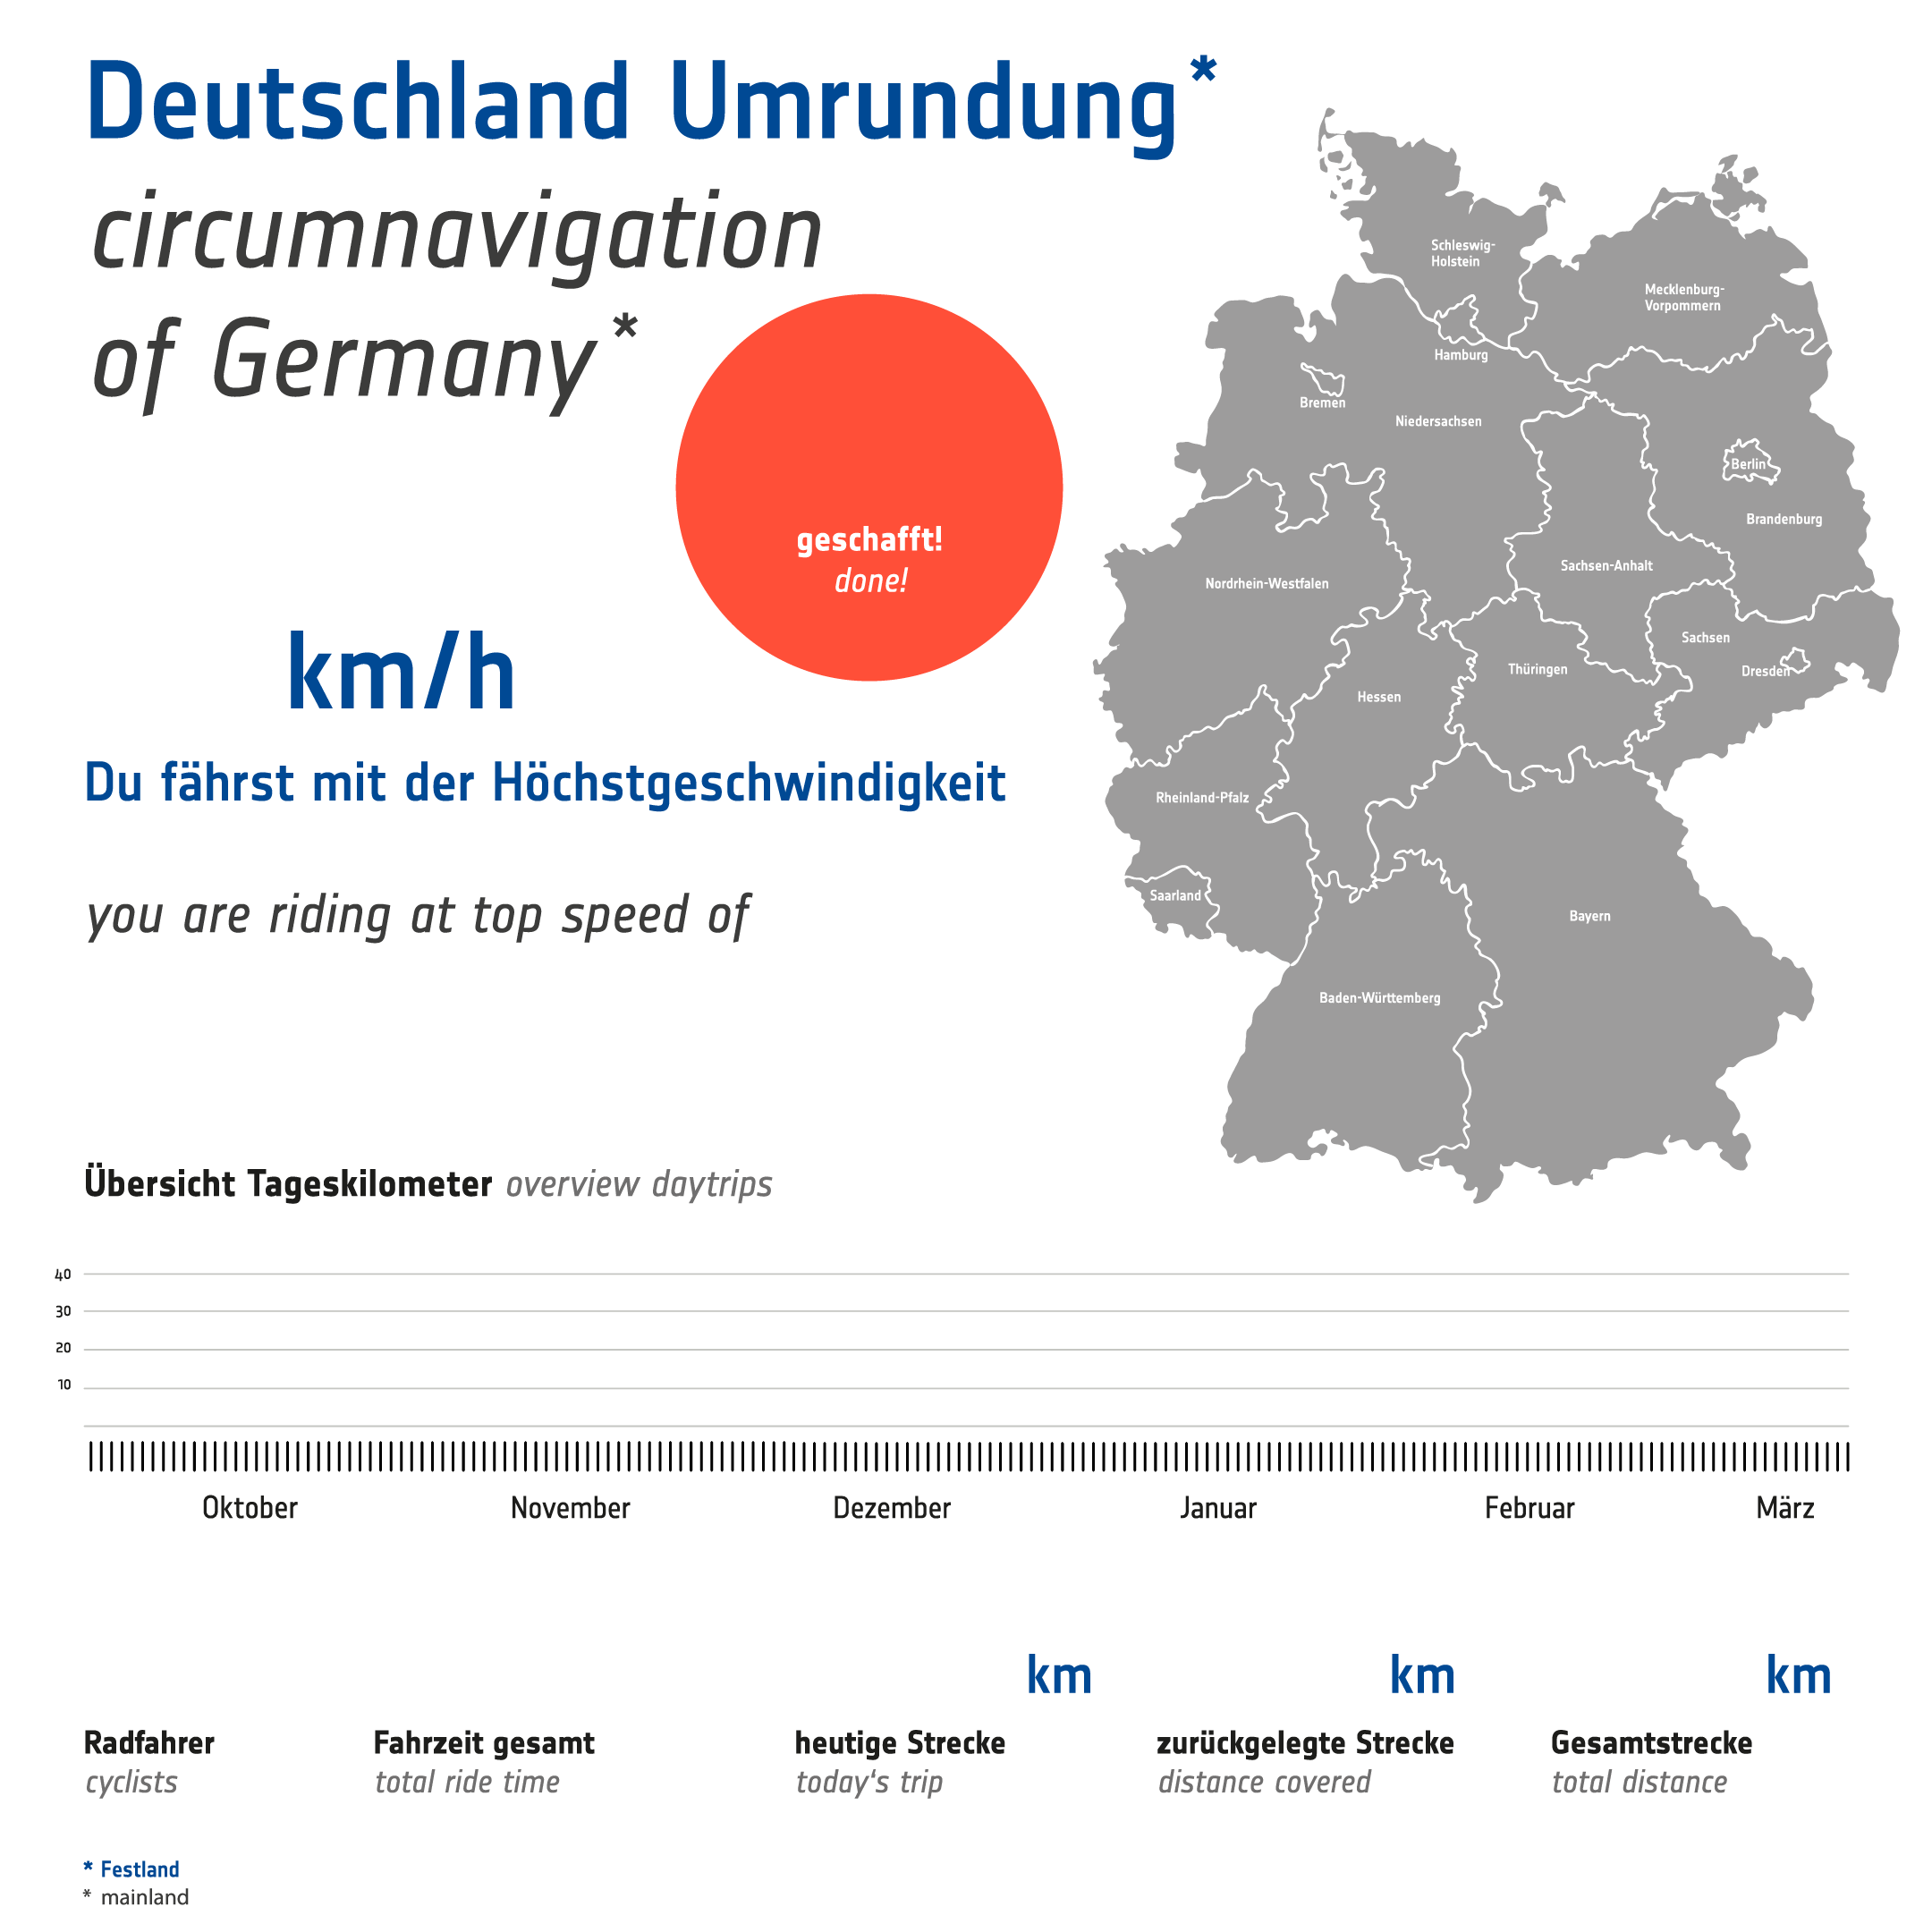 Deutschland Umrundung*
circumnavigation
of Germany*
geschafft!
done!
km/h
Du fährst mit der Höchstgeschwindigkeit
you are riding at top speed of
Schleswig-
Holstein
Mecklenburg-
Vorpommern
Hamburg
Bremen
Niedersachsen
Berlin
Brandenburg
Sachsen-Anhalt
Nordrhein-Westfalen
Sachsen
Dresden
Thüringen
Hessen
Rheinland-Pfalz
Saarland
Bayern
Baden-Württemberg
Übersicht Tageskilometer overview daytrips
40
30
20
10
Oktober November Dezember Januar Februar März
km km km
Radfahrer Fahrzeit gesamt heutige Strecke zurückgelegte Strecke Gesamtstrecke
cyclists total ride time today's trip distance covered total distance
* Festland
* mainland